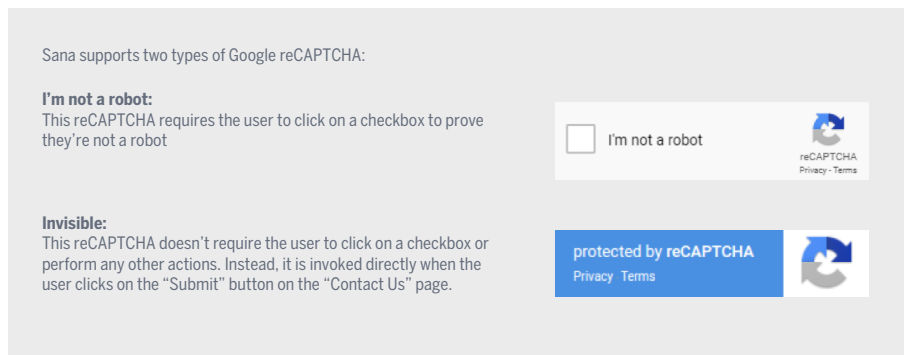 Sana supports two types of Google reCAPTCHA:
I'm not a robot:
This reCAPTCHA requires the user to click on a checkbox to prove
they're not a robot
I'm not a robot
reCAPTCHA
Privacy - Terms
Invisible:
This reCAPTCHA doesn't require the user to click on a checkbox or
perform any other actions. Instead, it is invoked directly when the
user clicks on the “Submit” button on the “Contact Us” page.
protected by reCAPTCHA
Privacy Terms